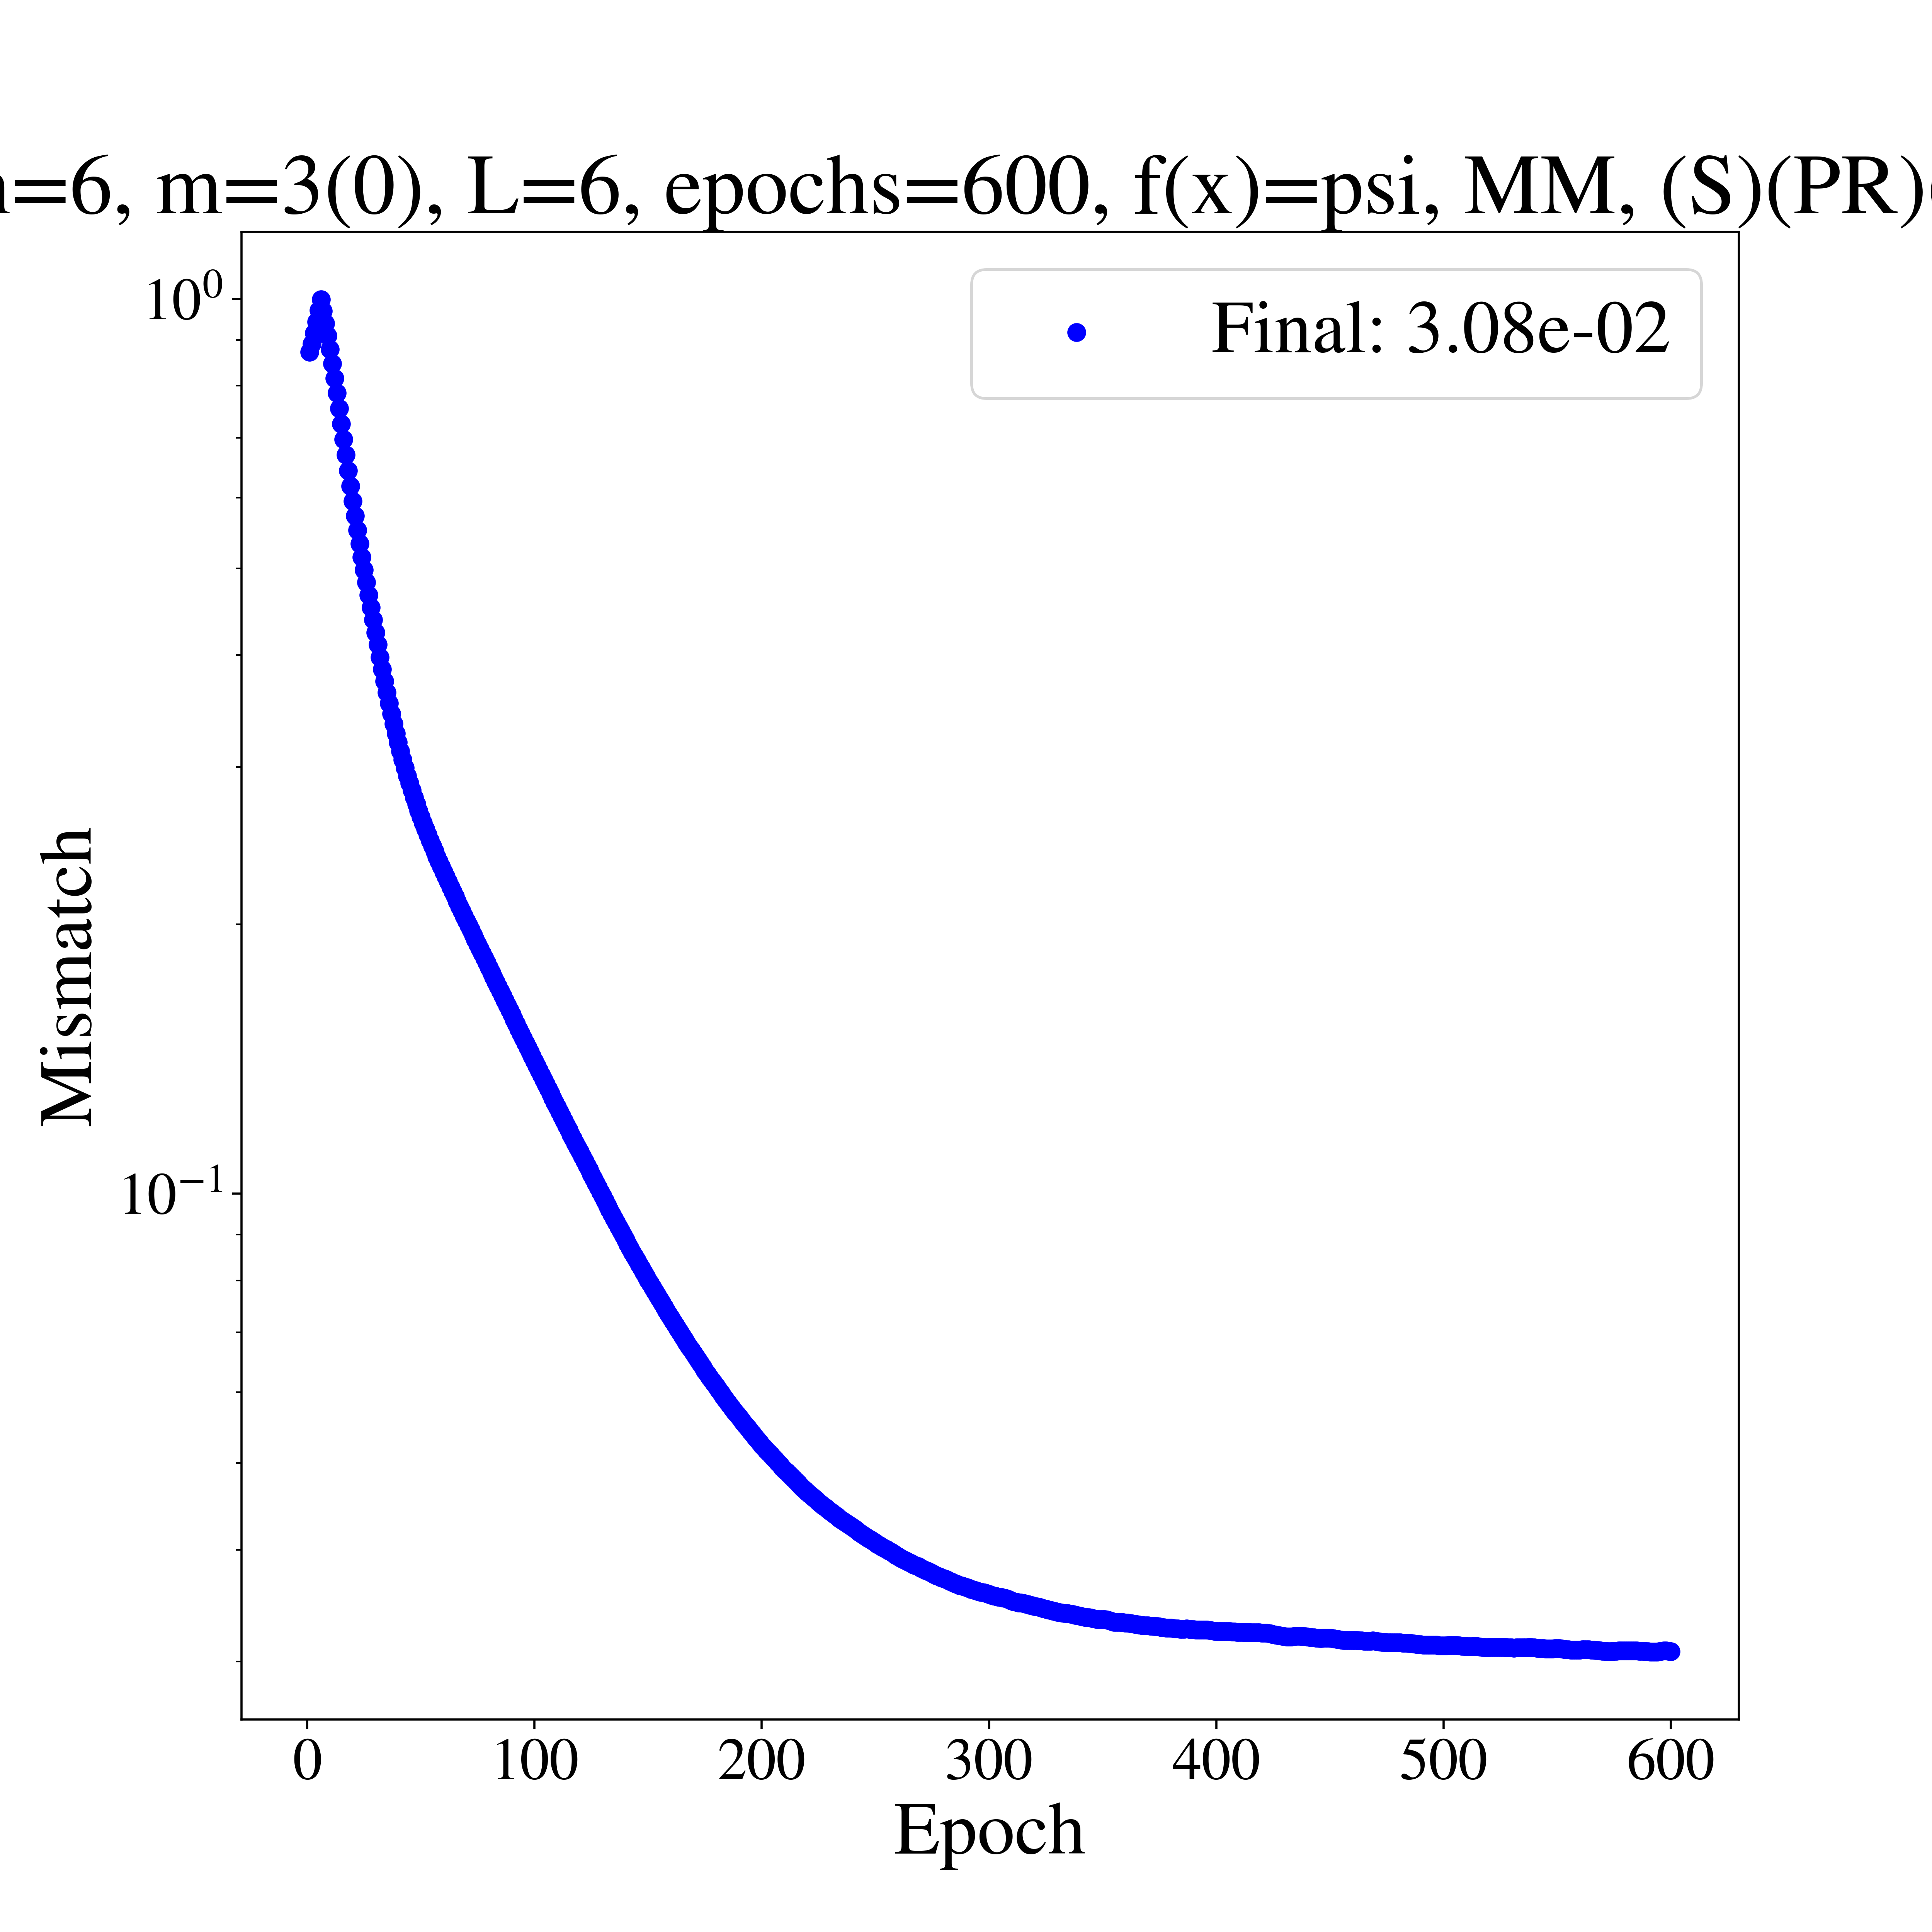 =6, m=3(0), L=6, epochs=600, f(x)=psi, MM, (S)(PR)
Final: 3.08e-02
10⁰
10⁻¹
Mismatch
0 100 200 300 400 500 600
Epoch